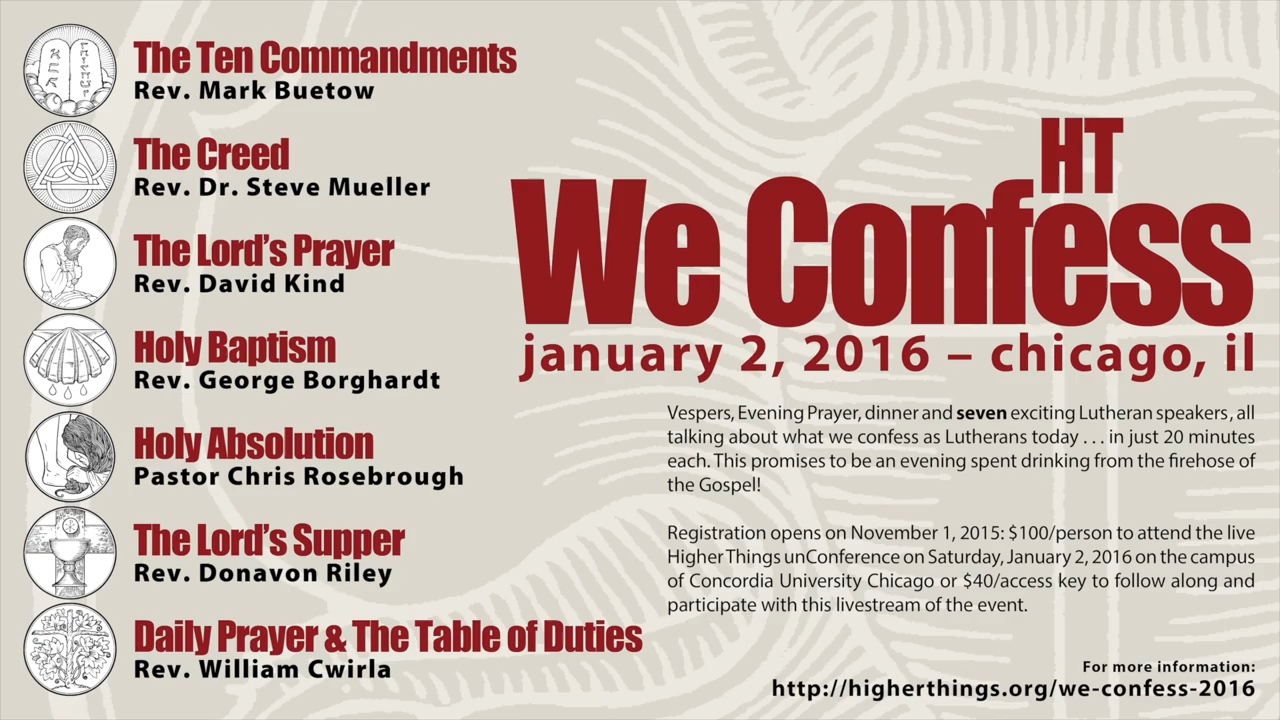 The Ten Commandments
Rev. Mark Buetow
The Creed
Rev. Dr. Steve Mueller
The Lord's Prayer
Rev. David Kind
Holy Baptism
Rev. George Borghardt
Holy Absolution
Pastor Chris Rosebrough
The Lord's Supper
Rev. Donavon Riley
Daily Prayer & The Table of Duties
Rev. William Cwirla
HT
We Confess
january 2, 2016 – chicago, il
Vespers, Evening Prayer, dinner and seven exciting Lutheran speakers, all
talking about what we confess as Lutherans today . . . in just 20 minutes
each. This promises to be an evening spent drinking from the firehose of
the Gospel!
Registration opens on November 1, 2015: $100/person to attend the live
Higher Things unConference on Saturday, January 2, 2016 on the campus
of Concordia University Chicago or $40/access key to follow along and
participate with this livestream of the event.
For more information:
http://higherthings.org/we-confess-2016